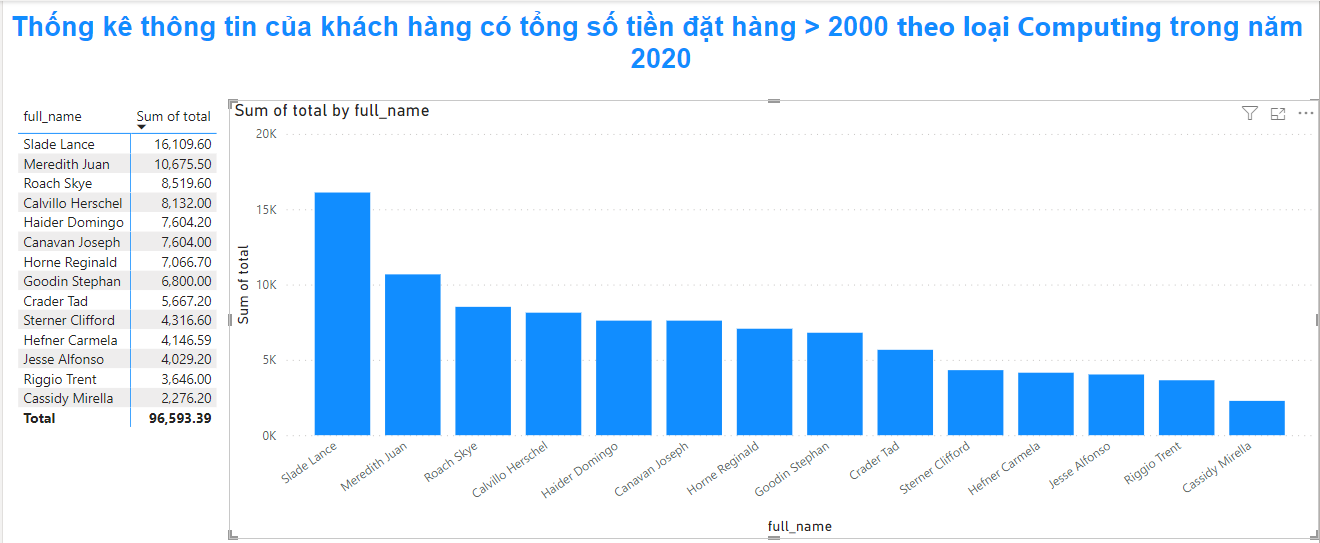 Thống kê thông tin của khách hàng có tổng số tiền đặt hàng > 2000 theo loại Computing trong năm
2020
full_name Sum of total
Slade Lance 16,109.60
Meredith Juan 10,675.50
Roach Skye 8,519.60
Calvillo Herschel 8,132.00
Haider Domingo 7,604.20
Canavan Joseph 7,604.00
Horne Reginald 7,066.70
Goodin Stephan 6,800.00
Crader Tad 5,667.20
Sterner Clifford 4,316.60
Hefner Carmela 4,146.59
Jesse Alfonso 4,029.20
Riggio Trent 3,646.00
Cassidy Mirella 2,276.20
Total 96,593.39
Sum of total by full_name
20K
15K
10K
5K
0K
Sum of total
Slade Lance
Meredith Juan
Roach Skye
Calvillo Herschel
Haider Domingo
Canavan Joseph
Horne Reginald
Goodin Stephan
Crader Tad
Sterner Clifford
Hefner Carmela
Jesse Alfonso
Riggio Trent
Cassidy Mirella
full_name